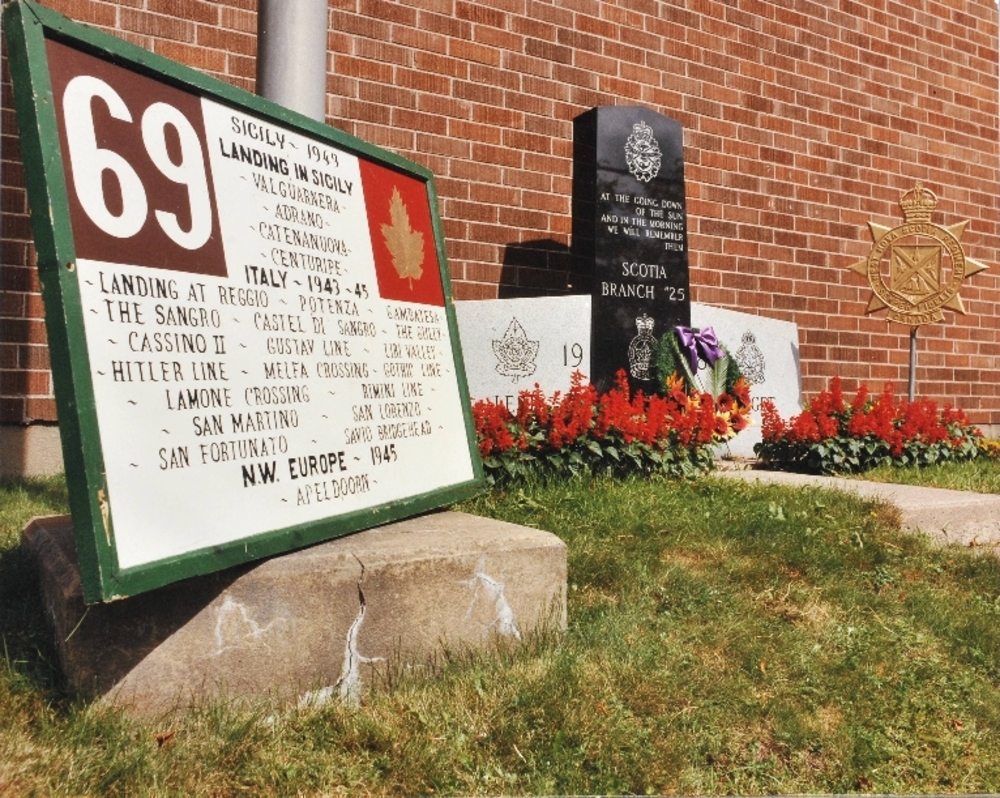 69
SICILY ~ 1943
LANDING IN SICILY
~ VALGUARNERA ~
~ ADRANO ~
~ CATENANUOVA ~
~ CENTURIPE ~
ITALY ~ 1943-45
~ LANDING AT REGGIO ~ POTENZA ~ GAMBATESA ~
~ THE SANGRO ~ CASTEL DI SANGRO ~ THE GULLY ~
~ CASSINO II ~ GUSTAV LINE ~ LIRI VALLEY ~
~ HITLER LINE ~ MELFA CROSSING ~ GOTHIC LINE ~
~ LAMONE CROSSING ~ RIMINI LINE ~
~ SAN MARTINO ~ SAN LORENZO ~
~ SAN FORTUNATO ~ SAVIO BRIDGEHEAD ~
N.W. EUROPE ~ 1945
~ APELDOORN ~
AT THE GOING DOWN
OF THE SUN
AND IN THE MORNING
WE WILL REMEMBER
THEM
SCOTIA
BRANCH #25
19